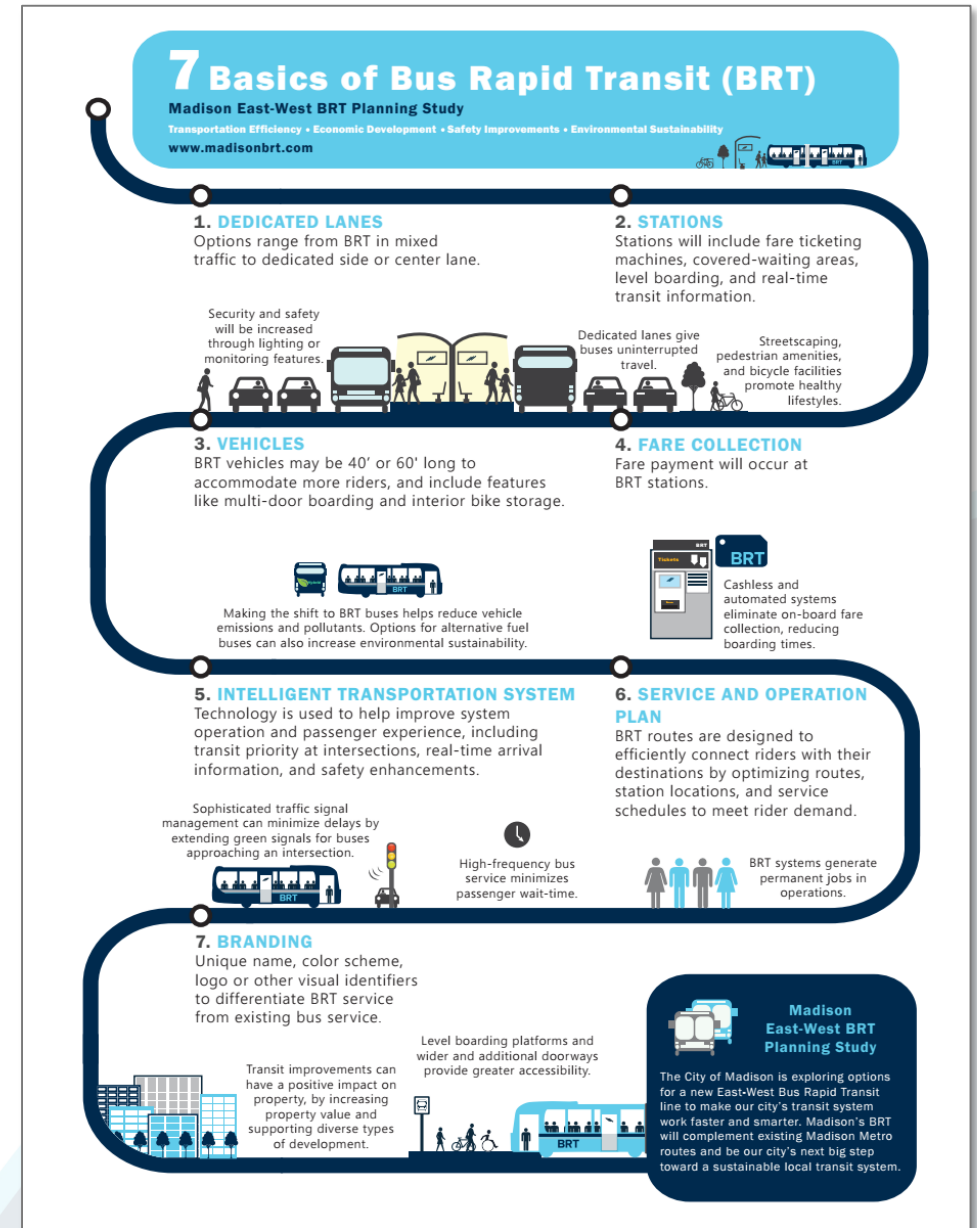 7 Basics of Bus Rapid Transit (BRT)
Madison East-West BRT Planning Study
Transportation Efficiency • Economic Development • Safety Improvements • Environmental Sustainability
www.madisonbrt.com
1. DEDICATED LANES
Options range from BRT in mixed
traffic to dedicated side or center lane.
2. STATIONS
Stations will include fare ticketing
machines, covered-waiting areas,
level boarding, and real-time
transit information.
Security and safety
will be increased
through lighting or
monitoring features.
Dedicated lanes give
buses uninterrupted
travel.
Streetscaping,
pedestrian amenities,
and bicycle facilities
promote healthy
lifestyles.
3. VEHICLES
BRT vehicles may be 40’ or 60' long to
accommodate more riders, and include features
like multi-door boarding and interior bike storage.
4. FARE COLLECTION
Fare payment will occur at
BRT stations.
BRT
Making the shift to BRT buses helps reduce vehicle
emissions and pollutants. Options for alternative fuel
buses can also increase environmental sustainability.
BRT
Tickets
BRT
Cashless and
automated systems
eliminate on-board fare
collection, reducing
boarding times.
5. INTELLIGENT TRANSPORTATION SYSTEM
Technology is used to help improve system
operation and passenger experience, including
transit priority at intersections, real-time arrival
information, and safety enhancements.
6. SERVICE AND OPERATION
PLAN
BRT routes are designed to
efficiently connect riders with their
destinations by optimizing routes,
station locations, and service
schedules to meet rider demand.
Sophisticated traffic signal
management can minimize delays by
extending green signals for buses
approaching an intersection.
BRT
High-frequency bus
service minimizes
passenger wait-time.
BRT systems generate
permanent jobs in
operations.
7. BRANDING
Unique name, color scheme,
logo or other visual identifiers
to differentiate BRT service
from existing bus service.
Transit improvements can
have a positive impact on
property, by increasing
property value and
supporting diverse types
of development.
Level boarding platforms and
wider and additional doorways
provide greater accessibility.
BRT
Madison
East-West BRT
Planning Study
The City of Madison is exploring options
for a new East-West Bus Rapid Transit
line to make our city’s transit system
work faster and smarter. Madison’s BRT
will complement existing Madison Metro
routes and be our city’s next big step
toward a sustainable local transit system.